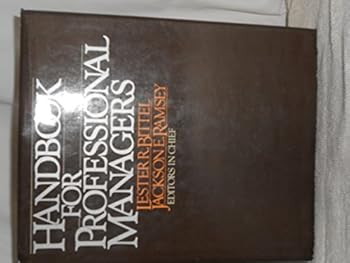 HANDBOOK
FOR
PROFESSIONAL
MANAGERS
LESTER R. BITTEL
JACKSON E. RAMSEY
EDITORS IN CHIEF